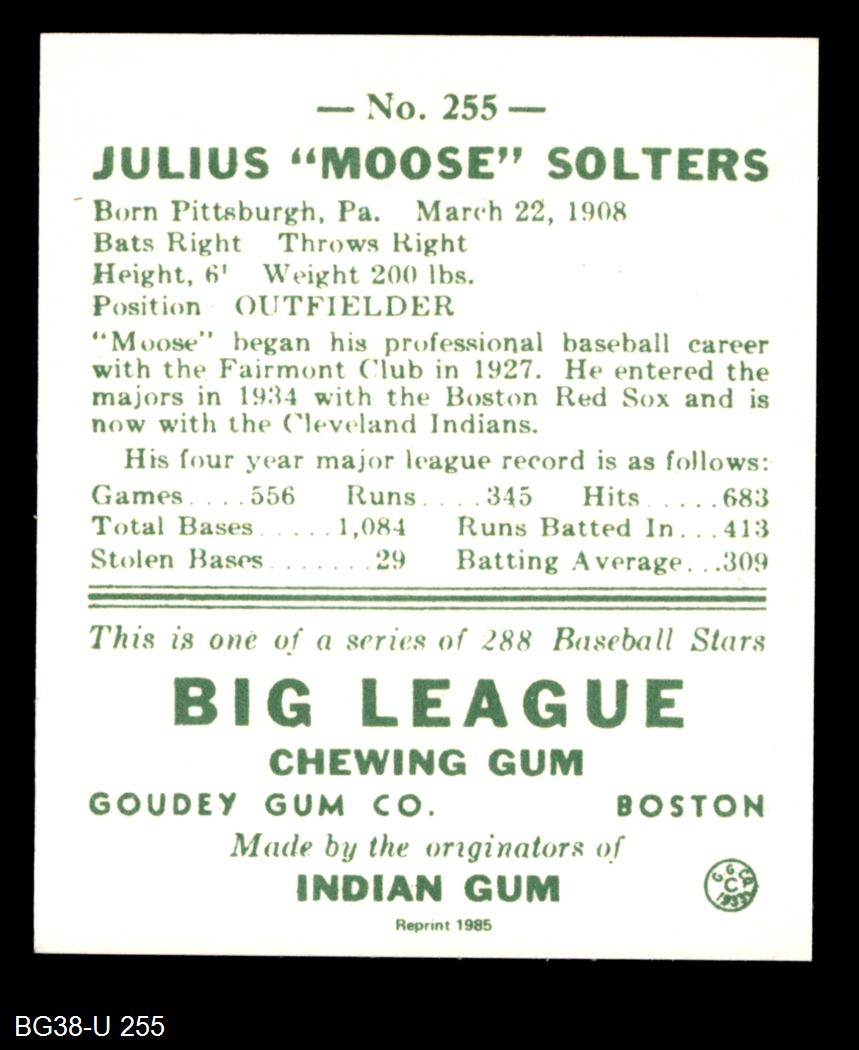 — No. 255 —
JULIUS “MOOSE” SOLTERS
Born Pittsburgh, Pa. March 22, 1908
Bats Right Throws Right
Height, 6' Weight 200 lbs.
Position OUTFIELDER
“Moose” began his professional baseball career
with the Fairmont Club in 1927. He entered the
majors in 1934 with the Boston Red Sox and is
now with the Cleveland Indians.
His four year major league record is as follows:
Games....556 Runs....345 Hits......683
Total Bases......1,084 Runs Batted In...413
Stolen Bases.......29 Batting Average...309
This is one of a series of 288 Baseball Stars
BIG LEAGUE
CHEWING GUM
GOUDEY GUM CO. BOSTON
Made by the originators of
INDIAN GUM
G.G.CO.
C
1933
Reprint 1985
BG38-U 255